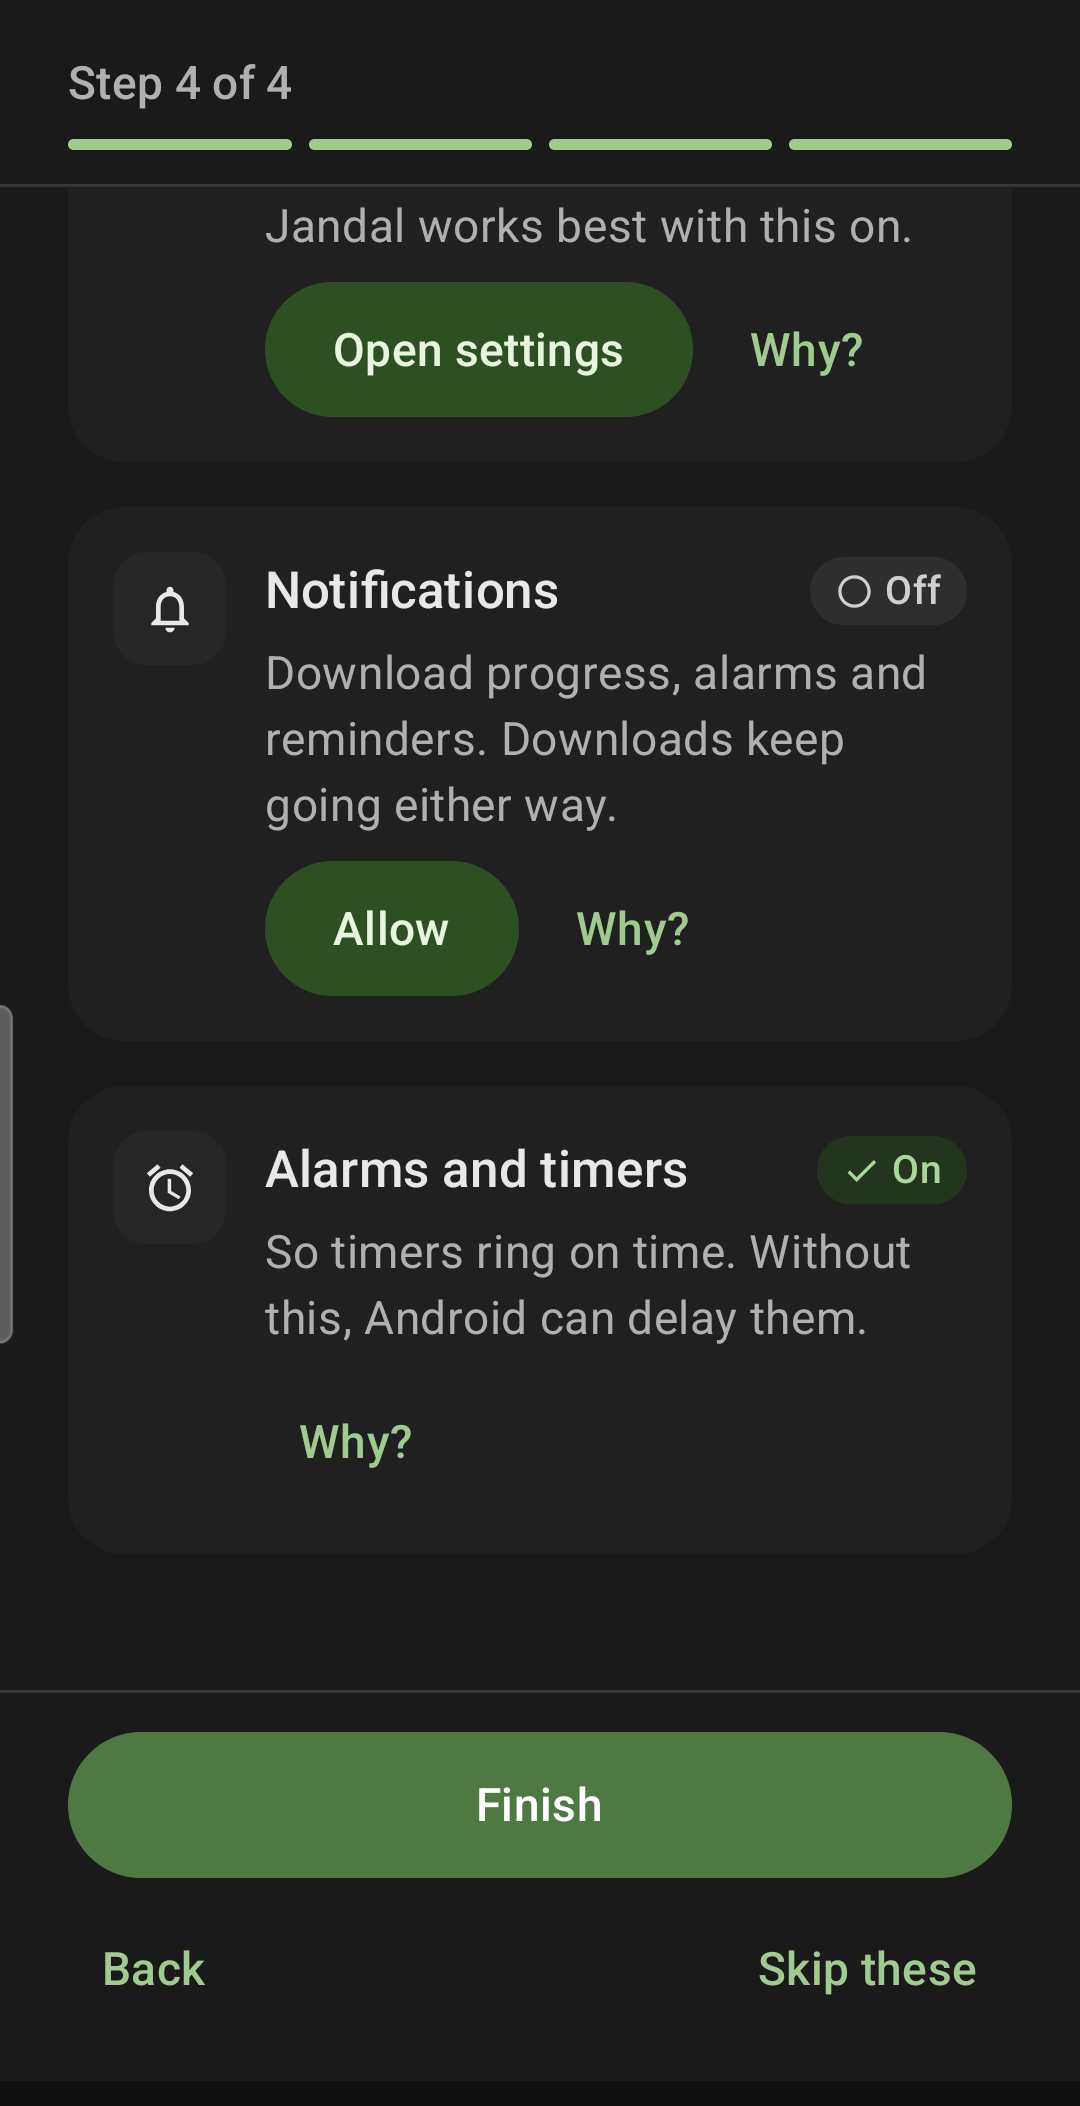 Step 4 of 4
Jandal works best with this on.
Open settings
Why?
Notifications
Off
Download progress, alarms and
reminders. Downloads keep
going either way.
Allow
Why?
Alarms and timers
On
So timers ring on time. Without
this, Android can delay them.
Why?
Finish
Back
Skip these